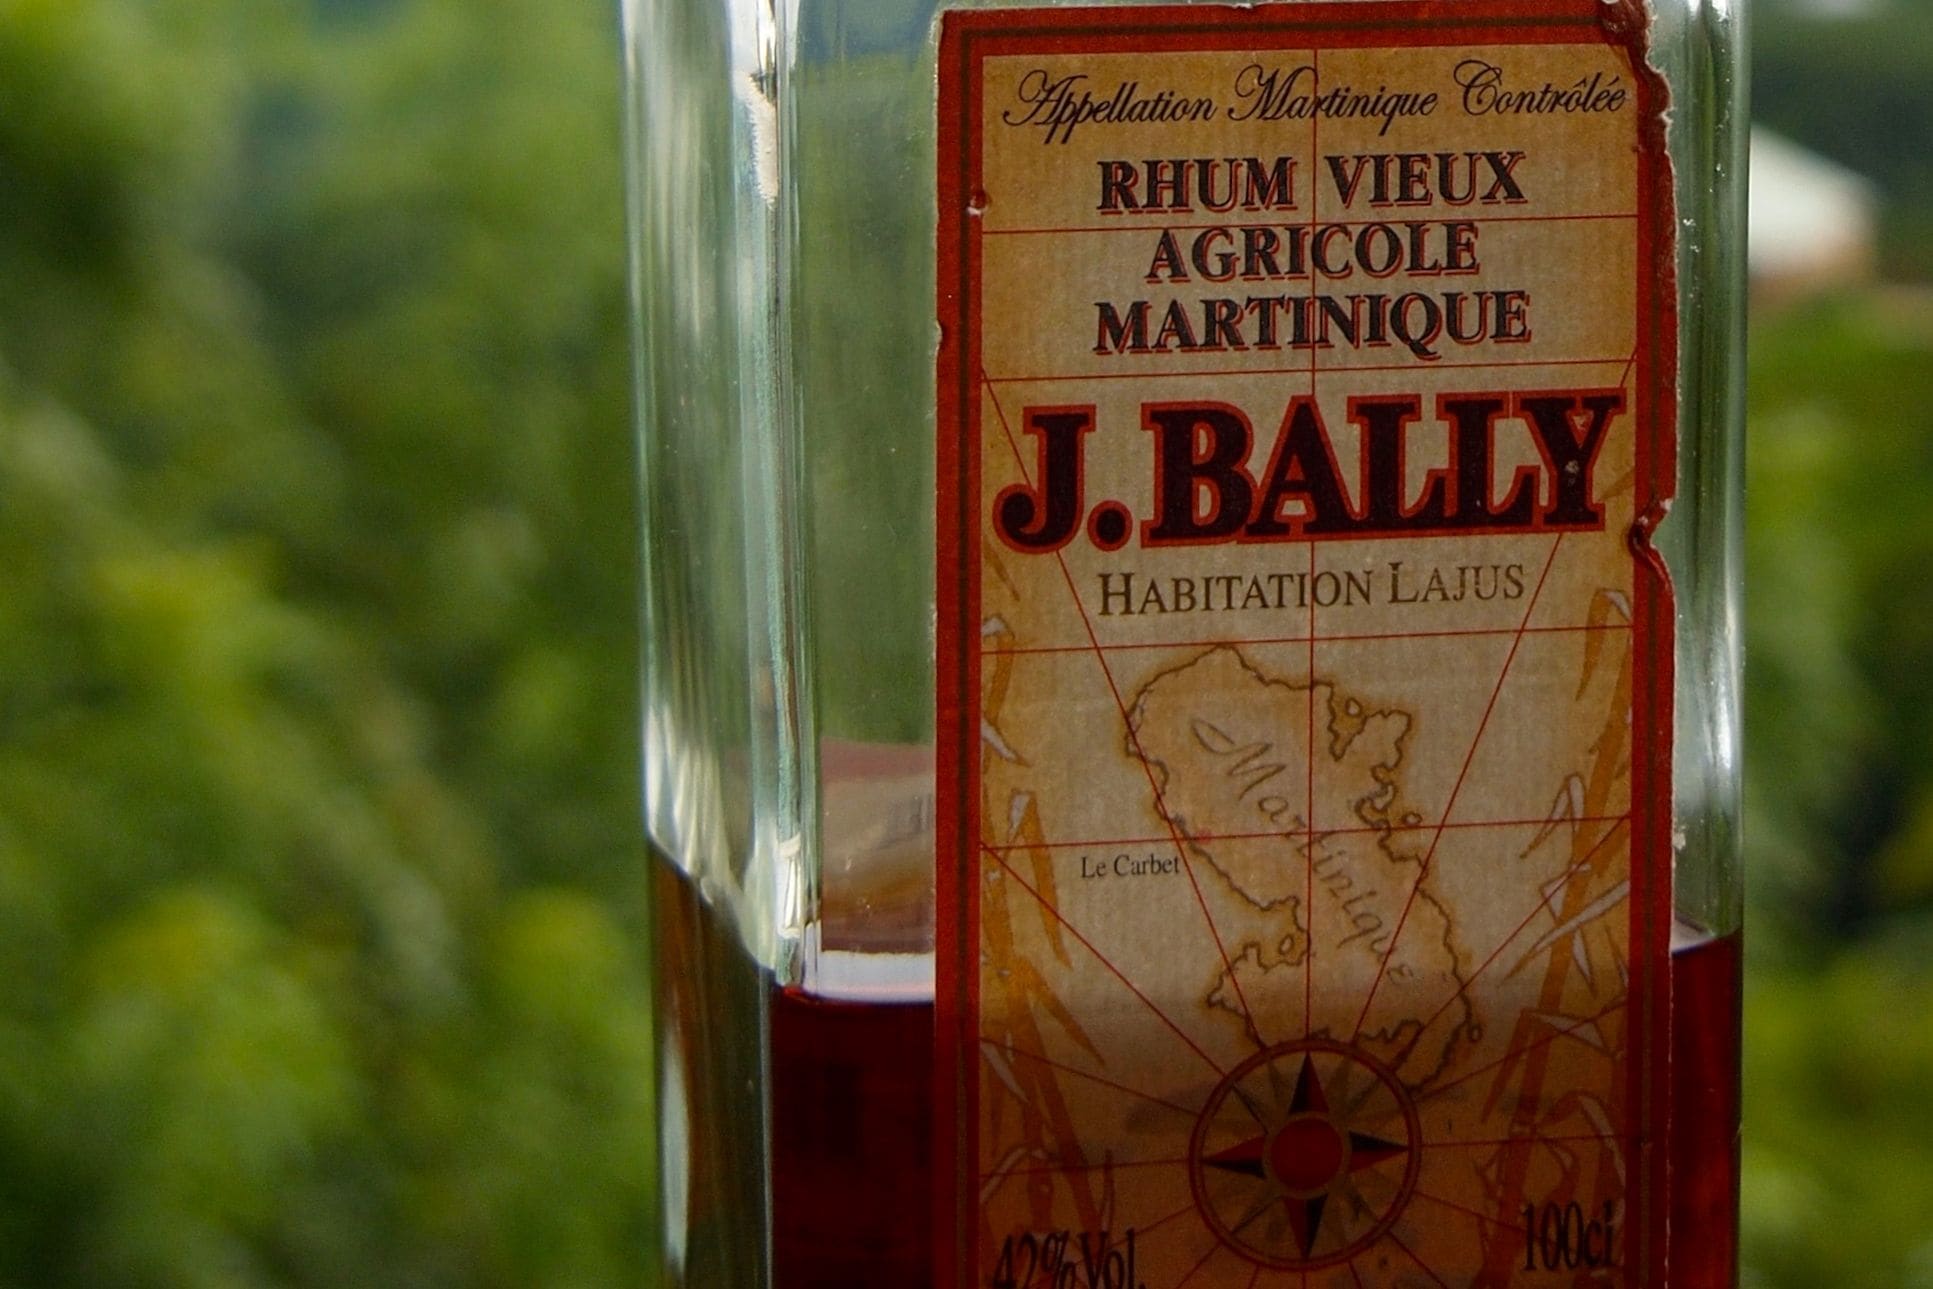 Appellation Martinique Contrôlée
RHUM VIEUX
AGRICOLE
MARTINIQUE
J. BALLY
HABITATION LAJUS
Martinique
Le Carbet
42% Vol. 100cl